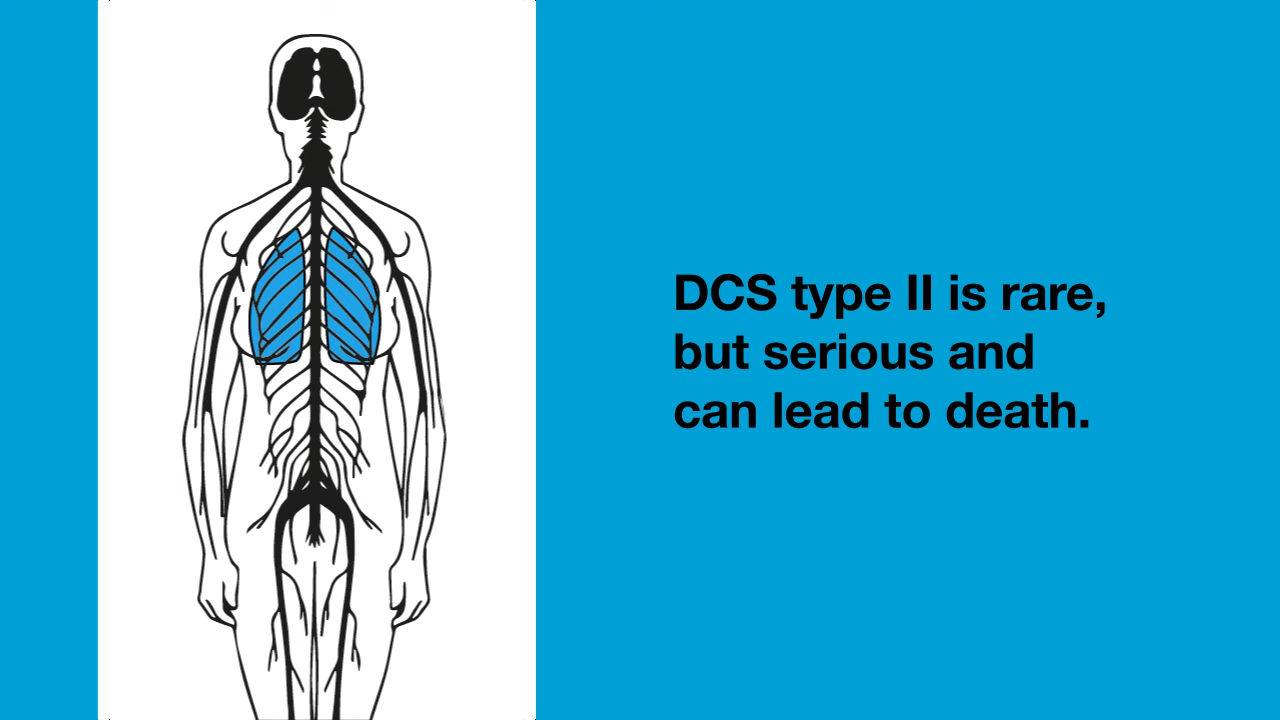 DCS type II is rare,
but serious and
can lead to death.